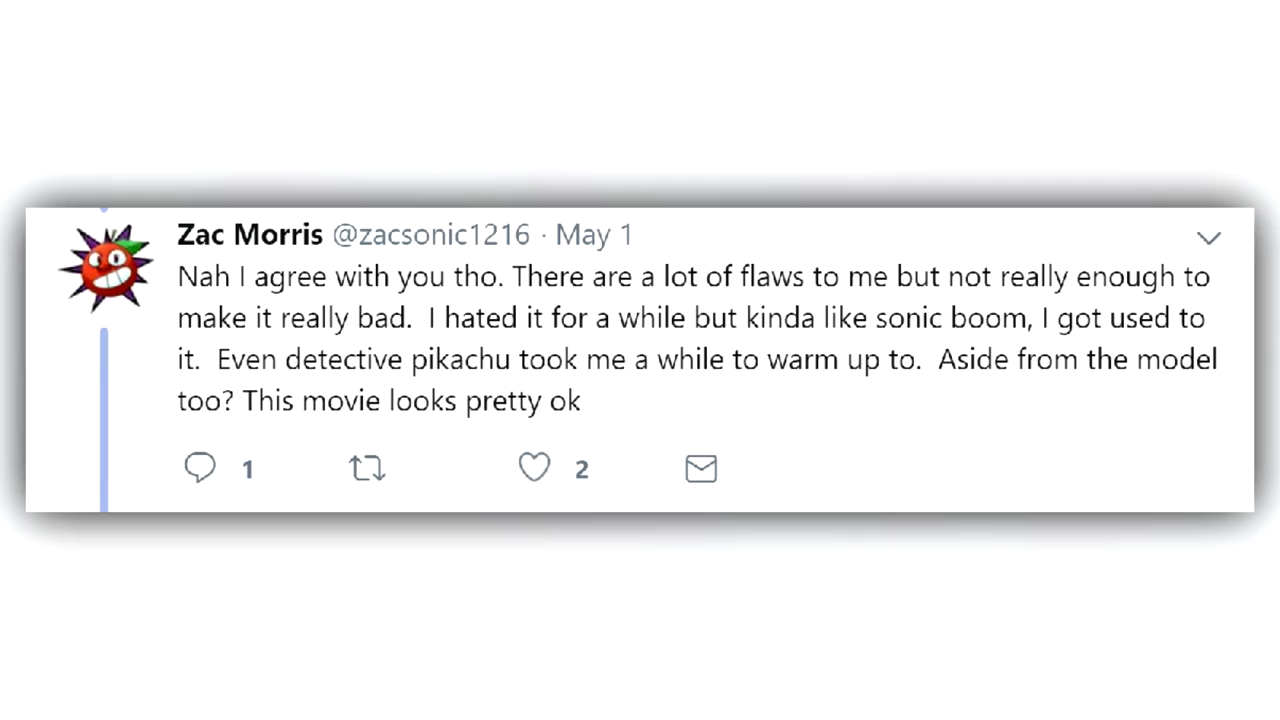 Zac Morris @zacsonic1216 · May 1
Nah I agree with you tho. There are a lot of flaws to me but not really enough to
make it really bad.  I hated it for a while but kinda like sonic boom, I got used to
it.  Even detective pikachu took me a while to warm up to.  Aside from the model
too? This movie looks pretty ok
1 2